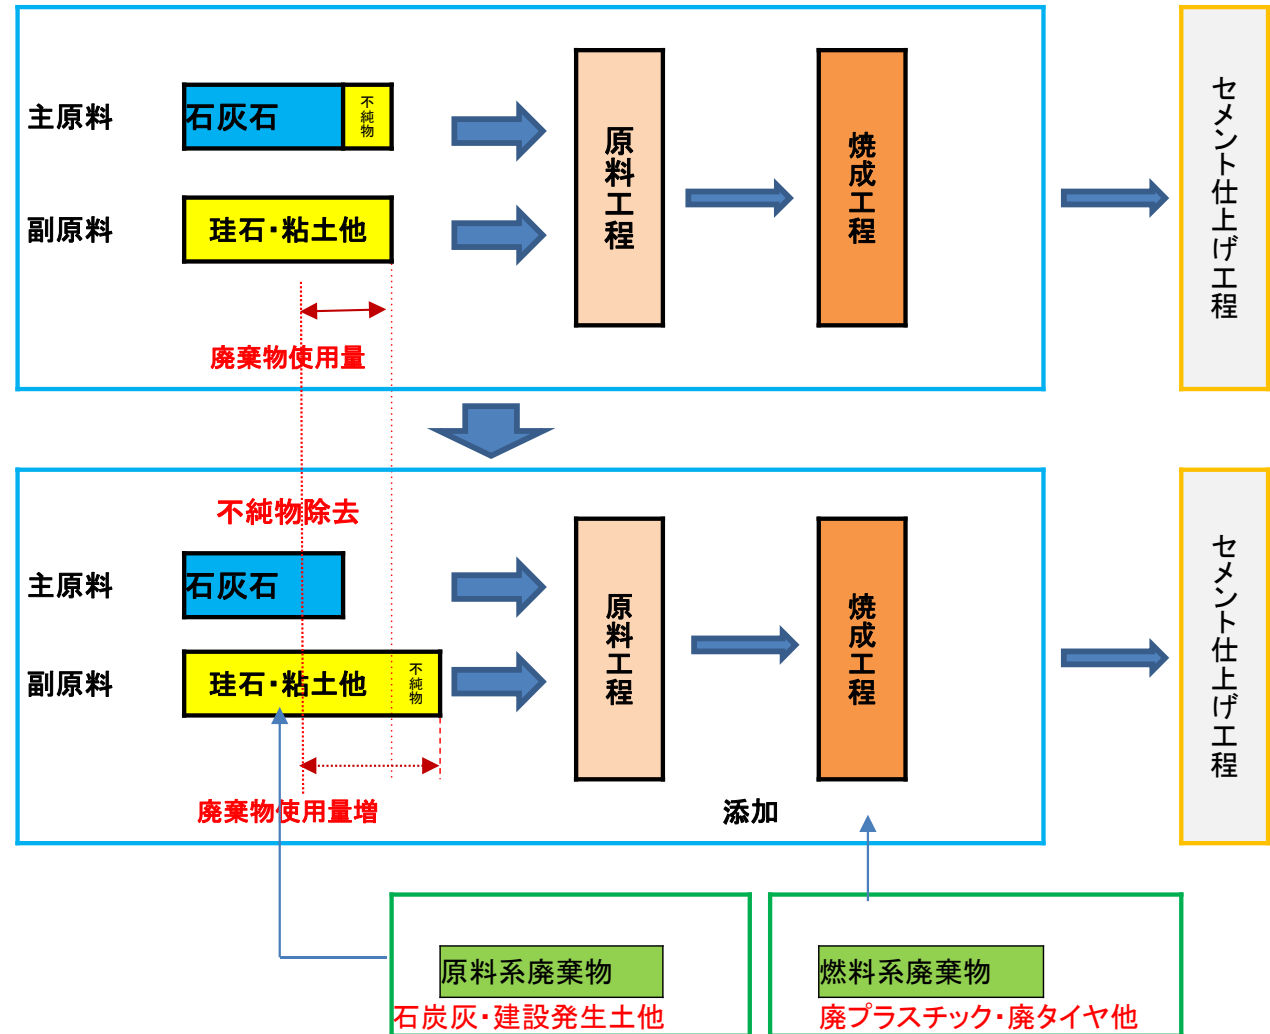 主原料
石灰石
不純物
副原料
珪石・粘土他
廃棄物使用量
原料工程
焼成工程
セメント仕上げ工程
不純物除去
主原料
石灰石
副原料
珪石・粘土他
不純物
廃棄物使用量増
原料工程
焼成工程
添加
セメント仕上げ工程
原料系廃棄物
石炭灰・建設発生土他
燃料系廃棄物
廃プラスチック・廃タイヤ他